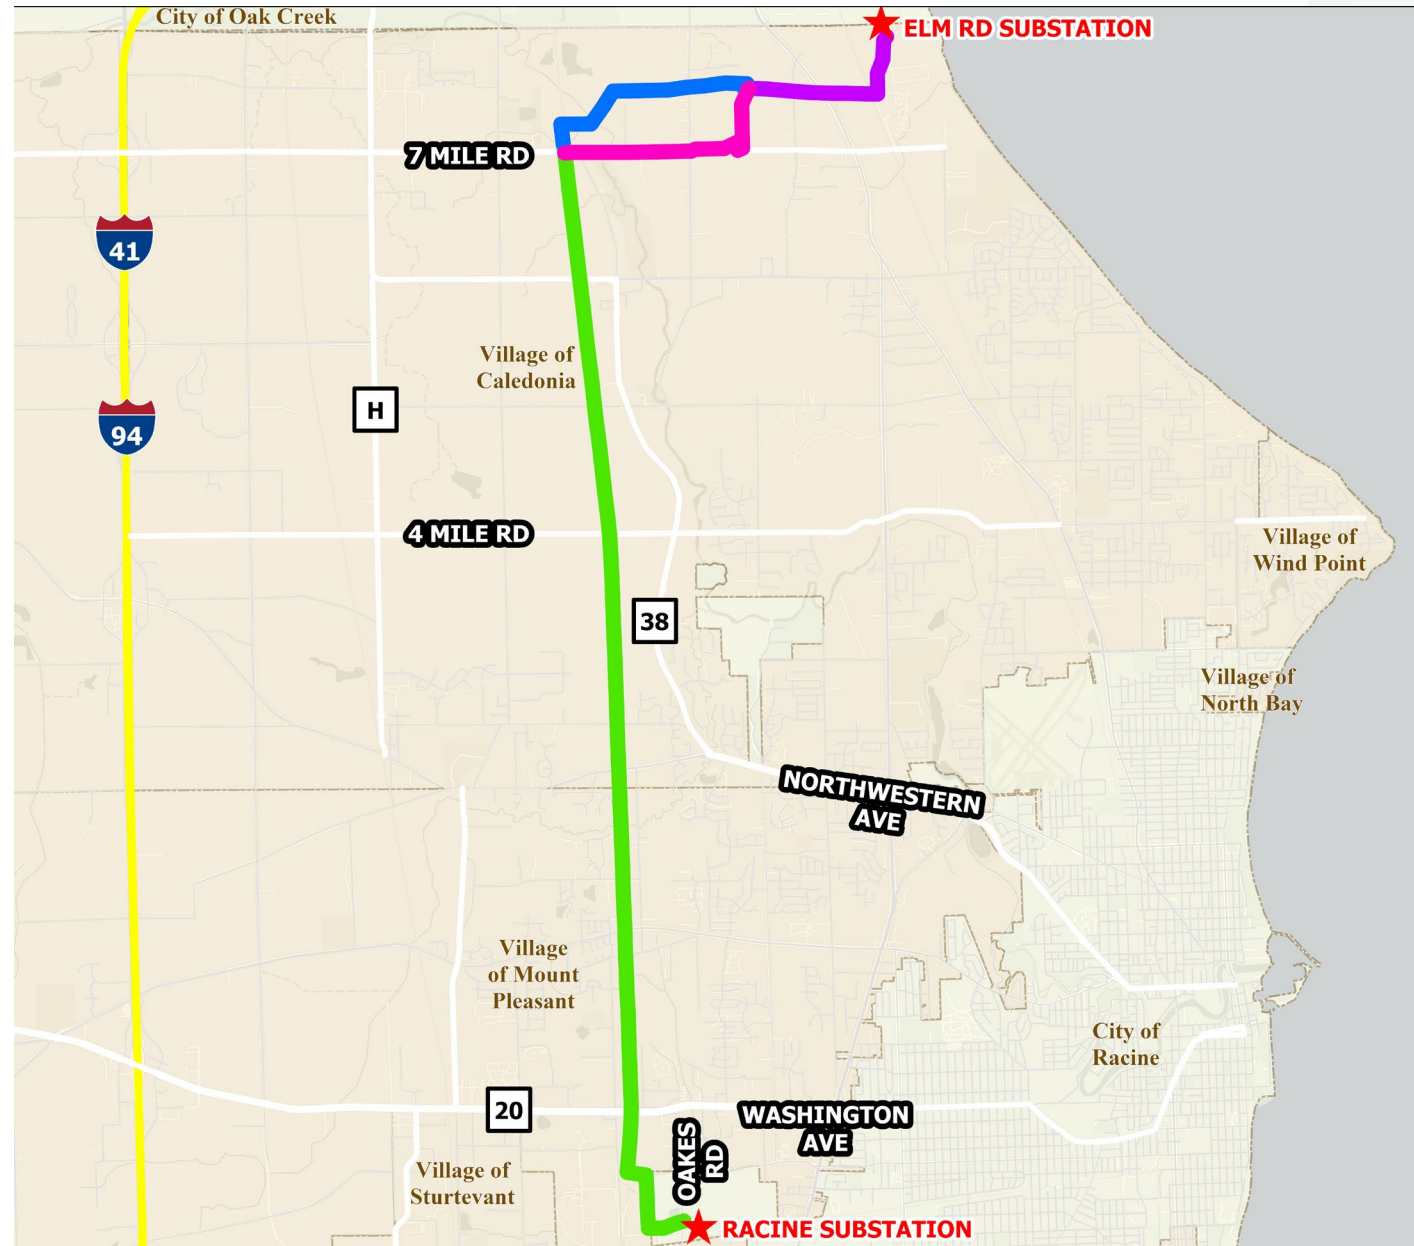 City of Oak Creek
ELM RD SUBSTATION
7 MILE RD
41
Village of
Caledonia
H
94
4 MILE RD
Village of
Wind Point
38
Village of
North Bay
NORTHWESTERN
AVE
Village
of Mount
Pleasant
City of
Racine
20
WASHINGTON
AVE
OAKES
RD
Village of
Sturtevant
RACINE SUBSTATION